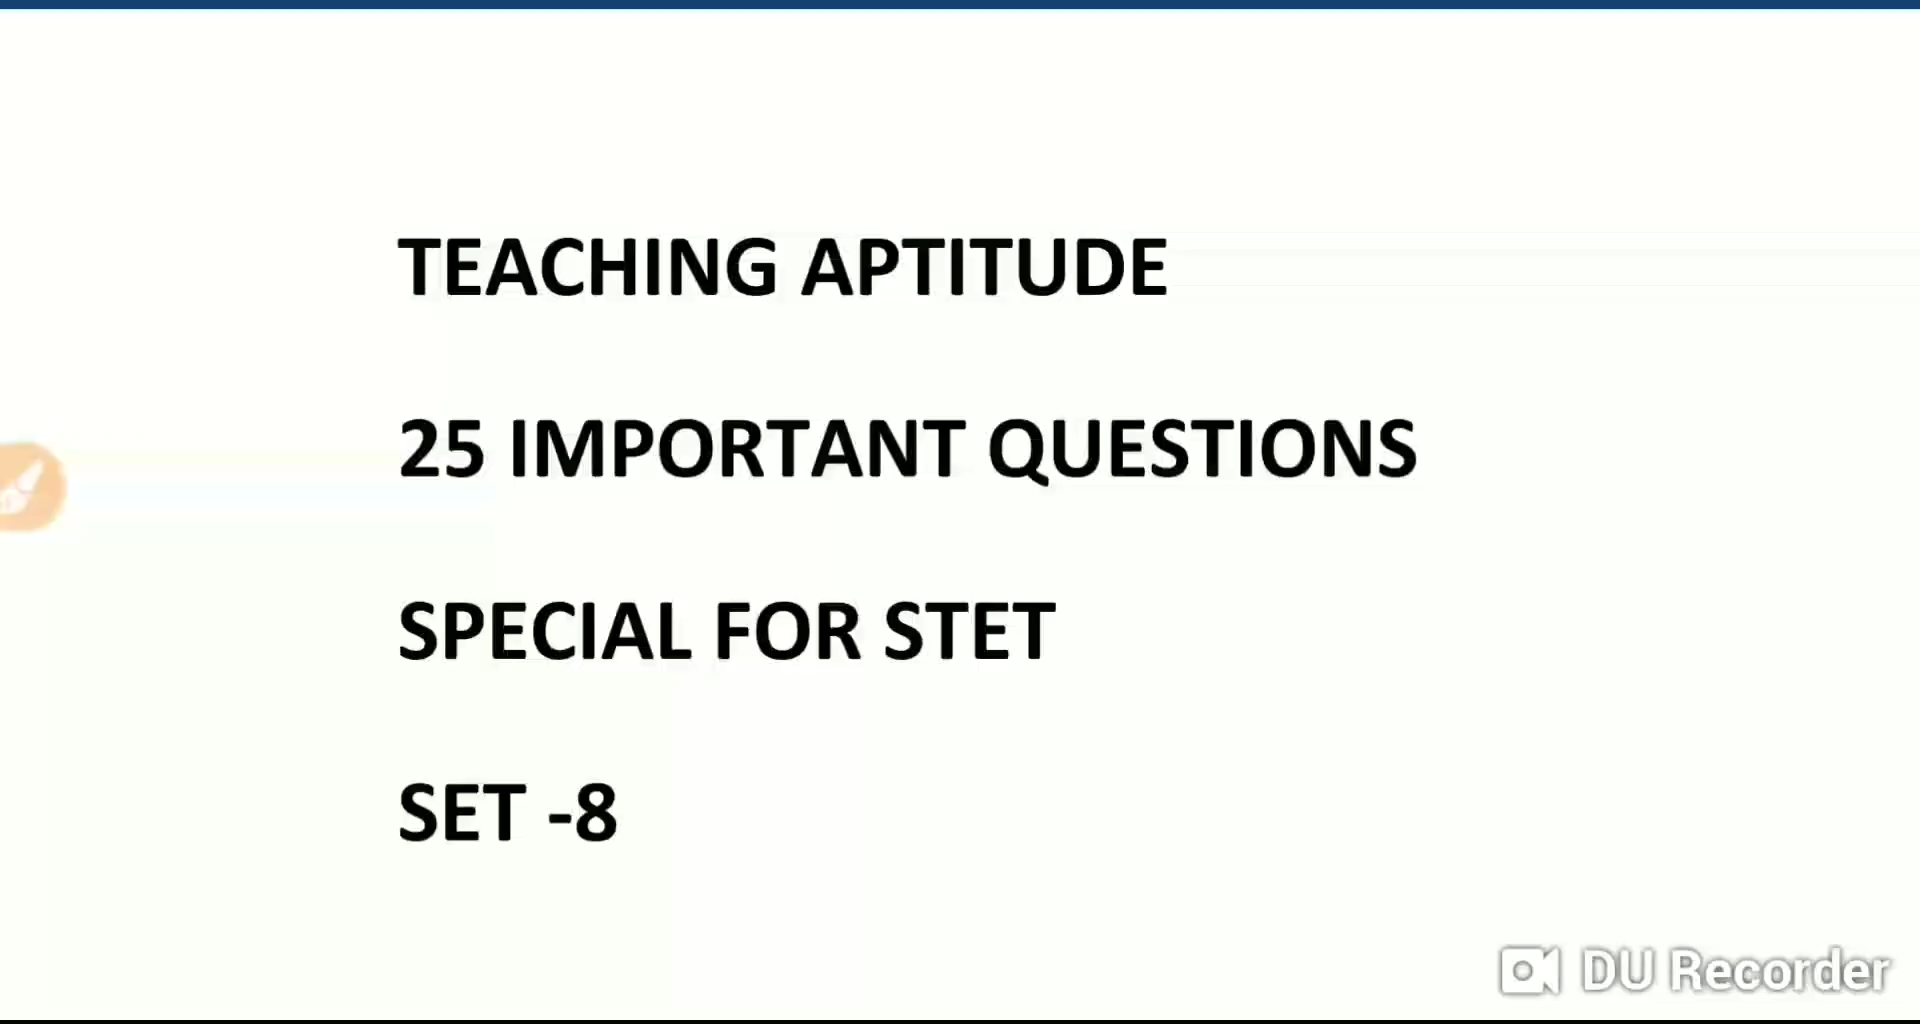 TEACHING APTITUDE
25 IMPORTANT QUESTIONS
SPECIAL FOR STET
SET -8
DU Recorder